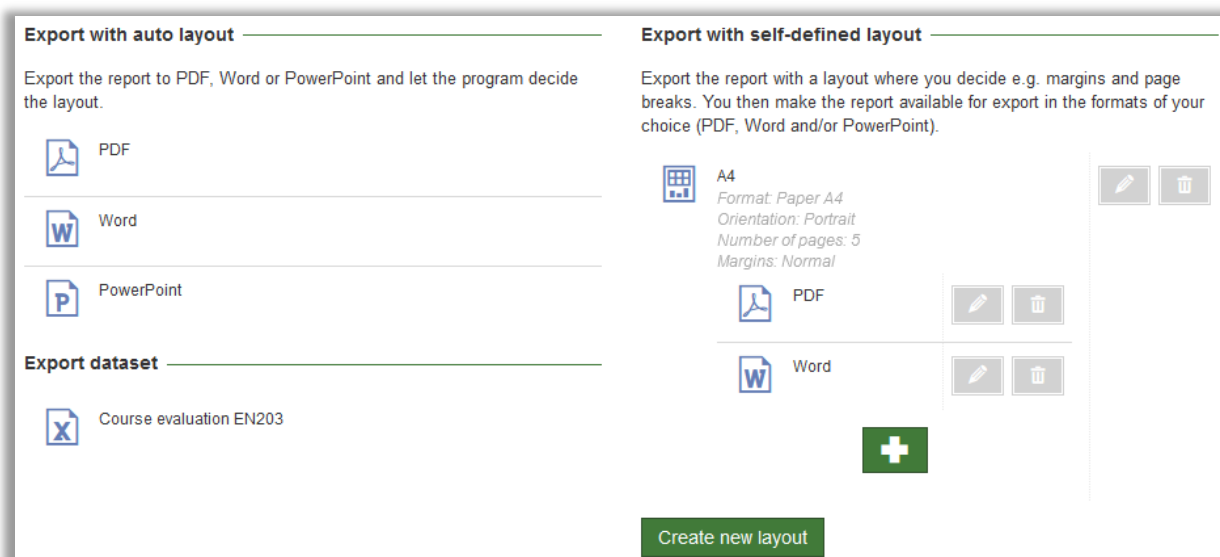 Export with auto layout
Export the report to PDF, Word or PowerPoint and let the program decide
the layout.
PDF
Word
PowerPoint
Export dataset
Course evaluation EN203
Export with self-defined layout
Export the report with a layout where you decide e.g. margins and page
breaks. You then make the report available for export in the formats of your
choice (PDF, Word and/or PowerPoint).
A4
Format: Paper A4
Orientation: Portrait
Number of pages: 5
Margins: Normal
PDF
Word
Create new layout